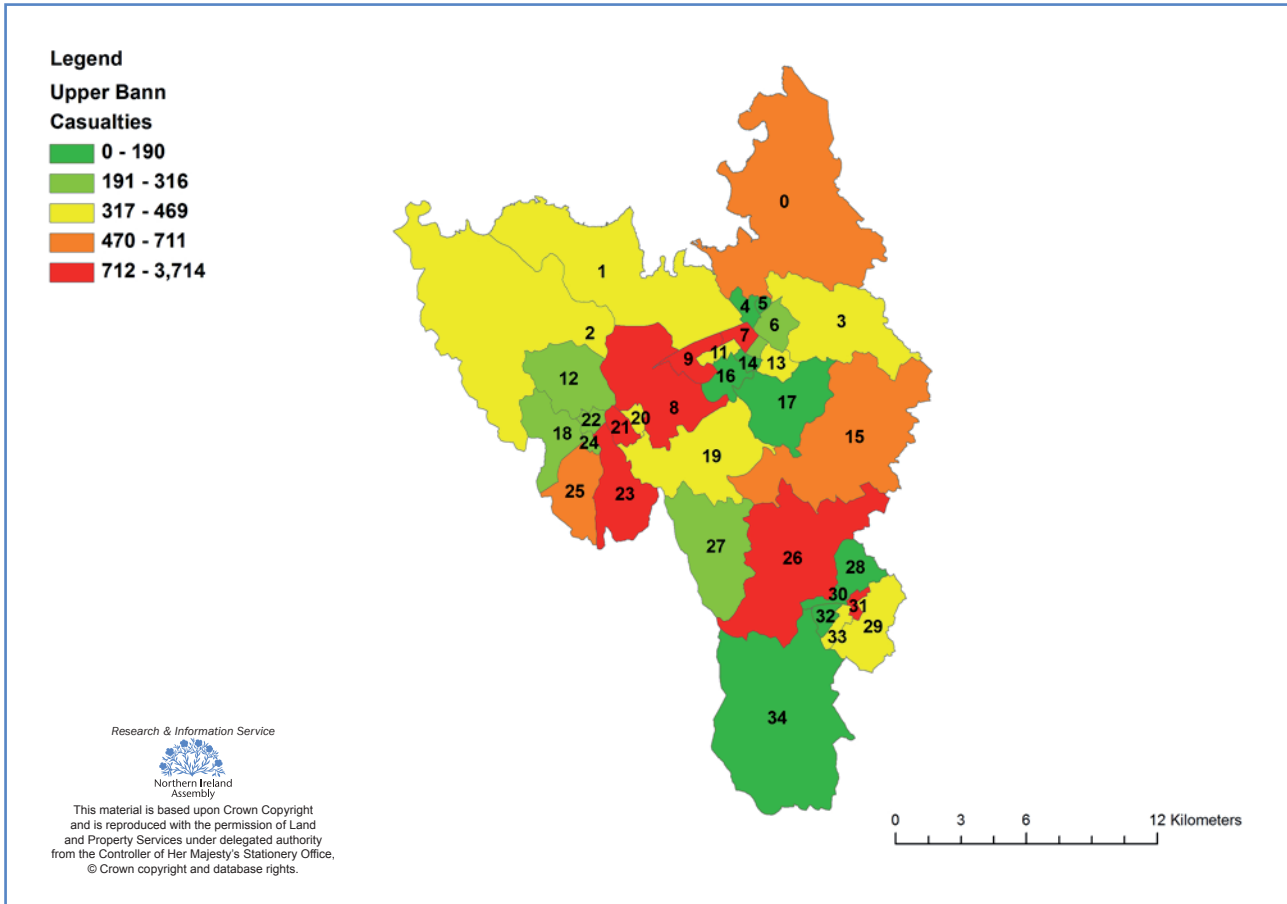 Legend
Upper Bann
Casualties
0 - 190
191 - 316
317 - 469
470 - 711
712 - 3,714
0
1
2
3
4
5
6
7
8
9
11
12
13
14
15
16
17
18
19
20
21
22
23
24
25
26
27
28
29
30
31
32
33
34
Research & Information Service
Northern Ireland
Assembly
This material is based upon Crown Copyright
and is reproduced with the permission of Land
and Property Services under delegated authority
from the Controller of Her Majesty's Stationery Office,
© Crown copyright and database rights.
0 3 6 12 Kilometers